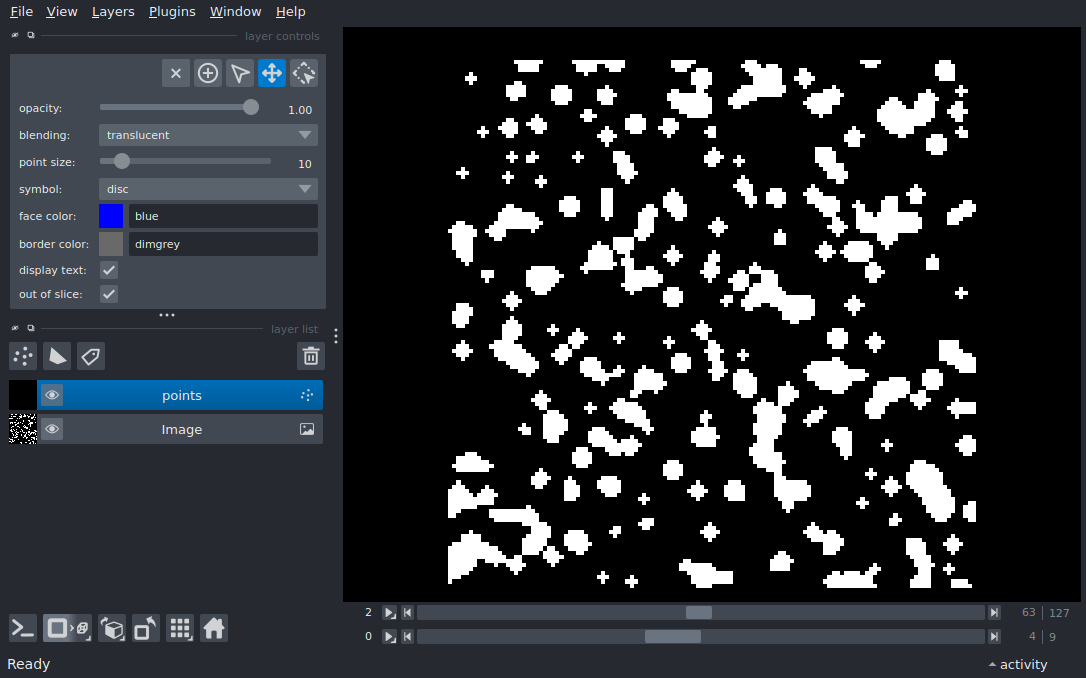 File View Layers Plugins Window Help
layer controls
opacity: 1.00
blending: translucent
point size: 10
symbol: disc
face color: blue
border color: dimgrey
display text:
out of slice:
layer list
points
Image
2 63 127
0 4 9
Ready activity